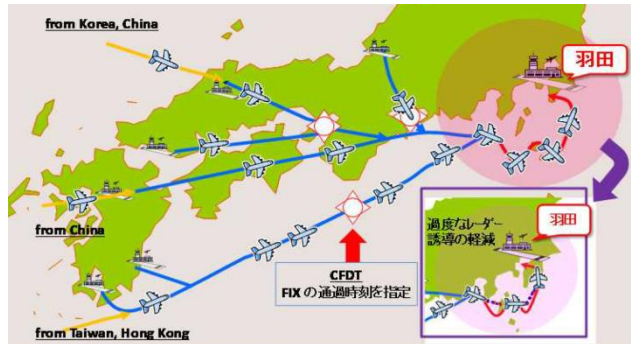 from Korea, China
羽田
from China
過度なレーダー
誘導の軽減
羽田
CFDT
FIX の通過時刻を指定
from Taiwan, Hong Kong